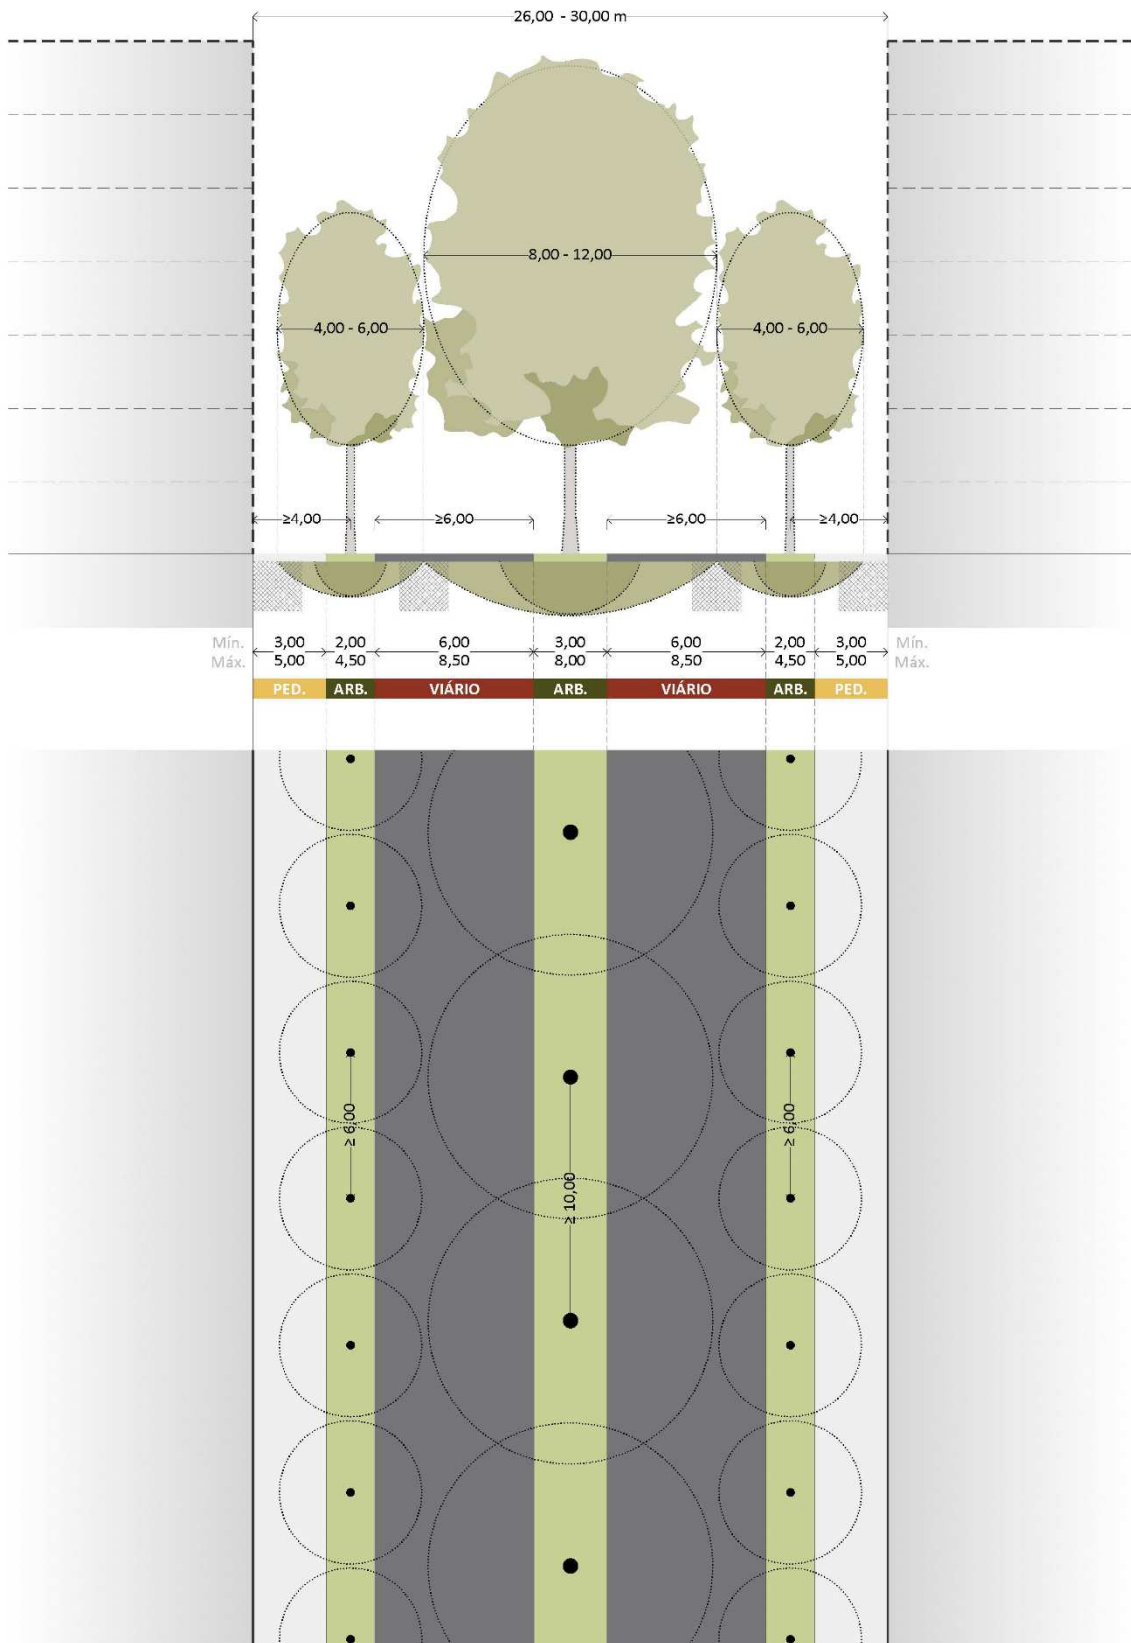 26,00 - 30,00 m
8,00 - 12,00
4,00 - 6,00
4,00 - 6,00
≥4,00
≥6,00
≥6,00
≥4,00
Mín. 3,00 2,00 6,00 3,00 6,00 2,00 3,00 Mín.
Máx. 5,00 4,50 8,50 8,00 8,50 4,50 5,00 Máx.
PED. ARB. VIÁRIO ARB. VIÁRIO ARB. PED.
≥ 6,00
≥ 6,00
≥ 10,00